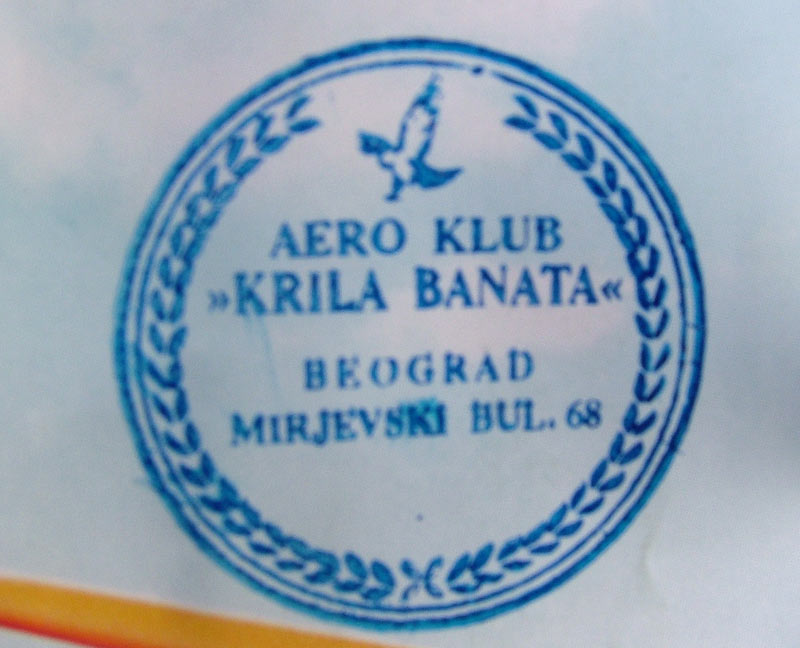 AERO KLUB
»KRILA BANATA«
BEOGRAD
MIRJEVSKI BUL. 68